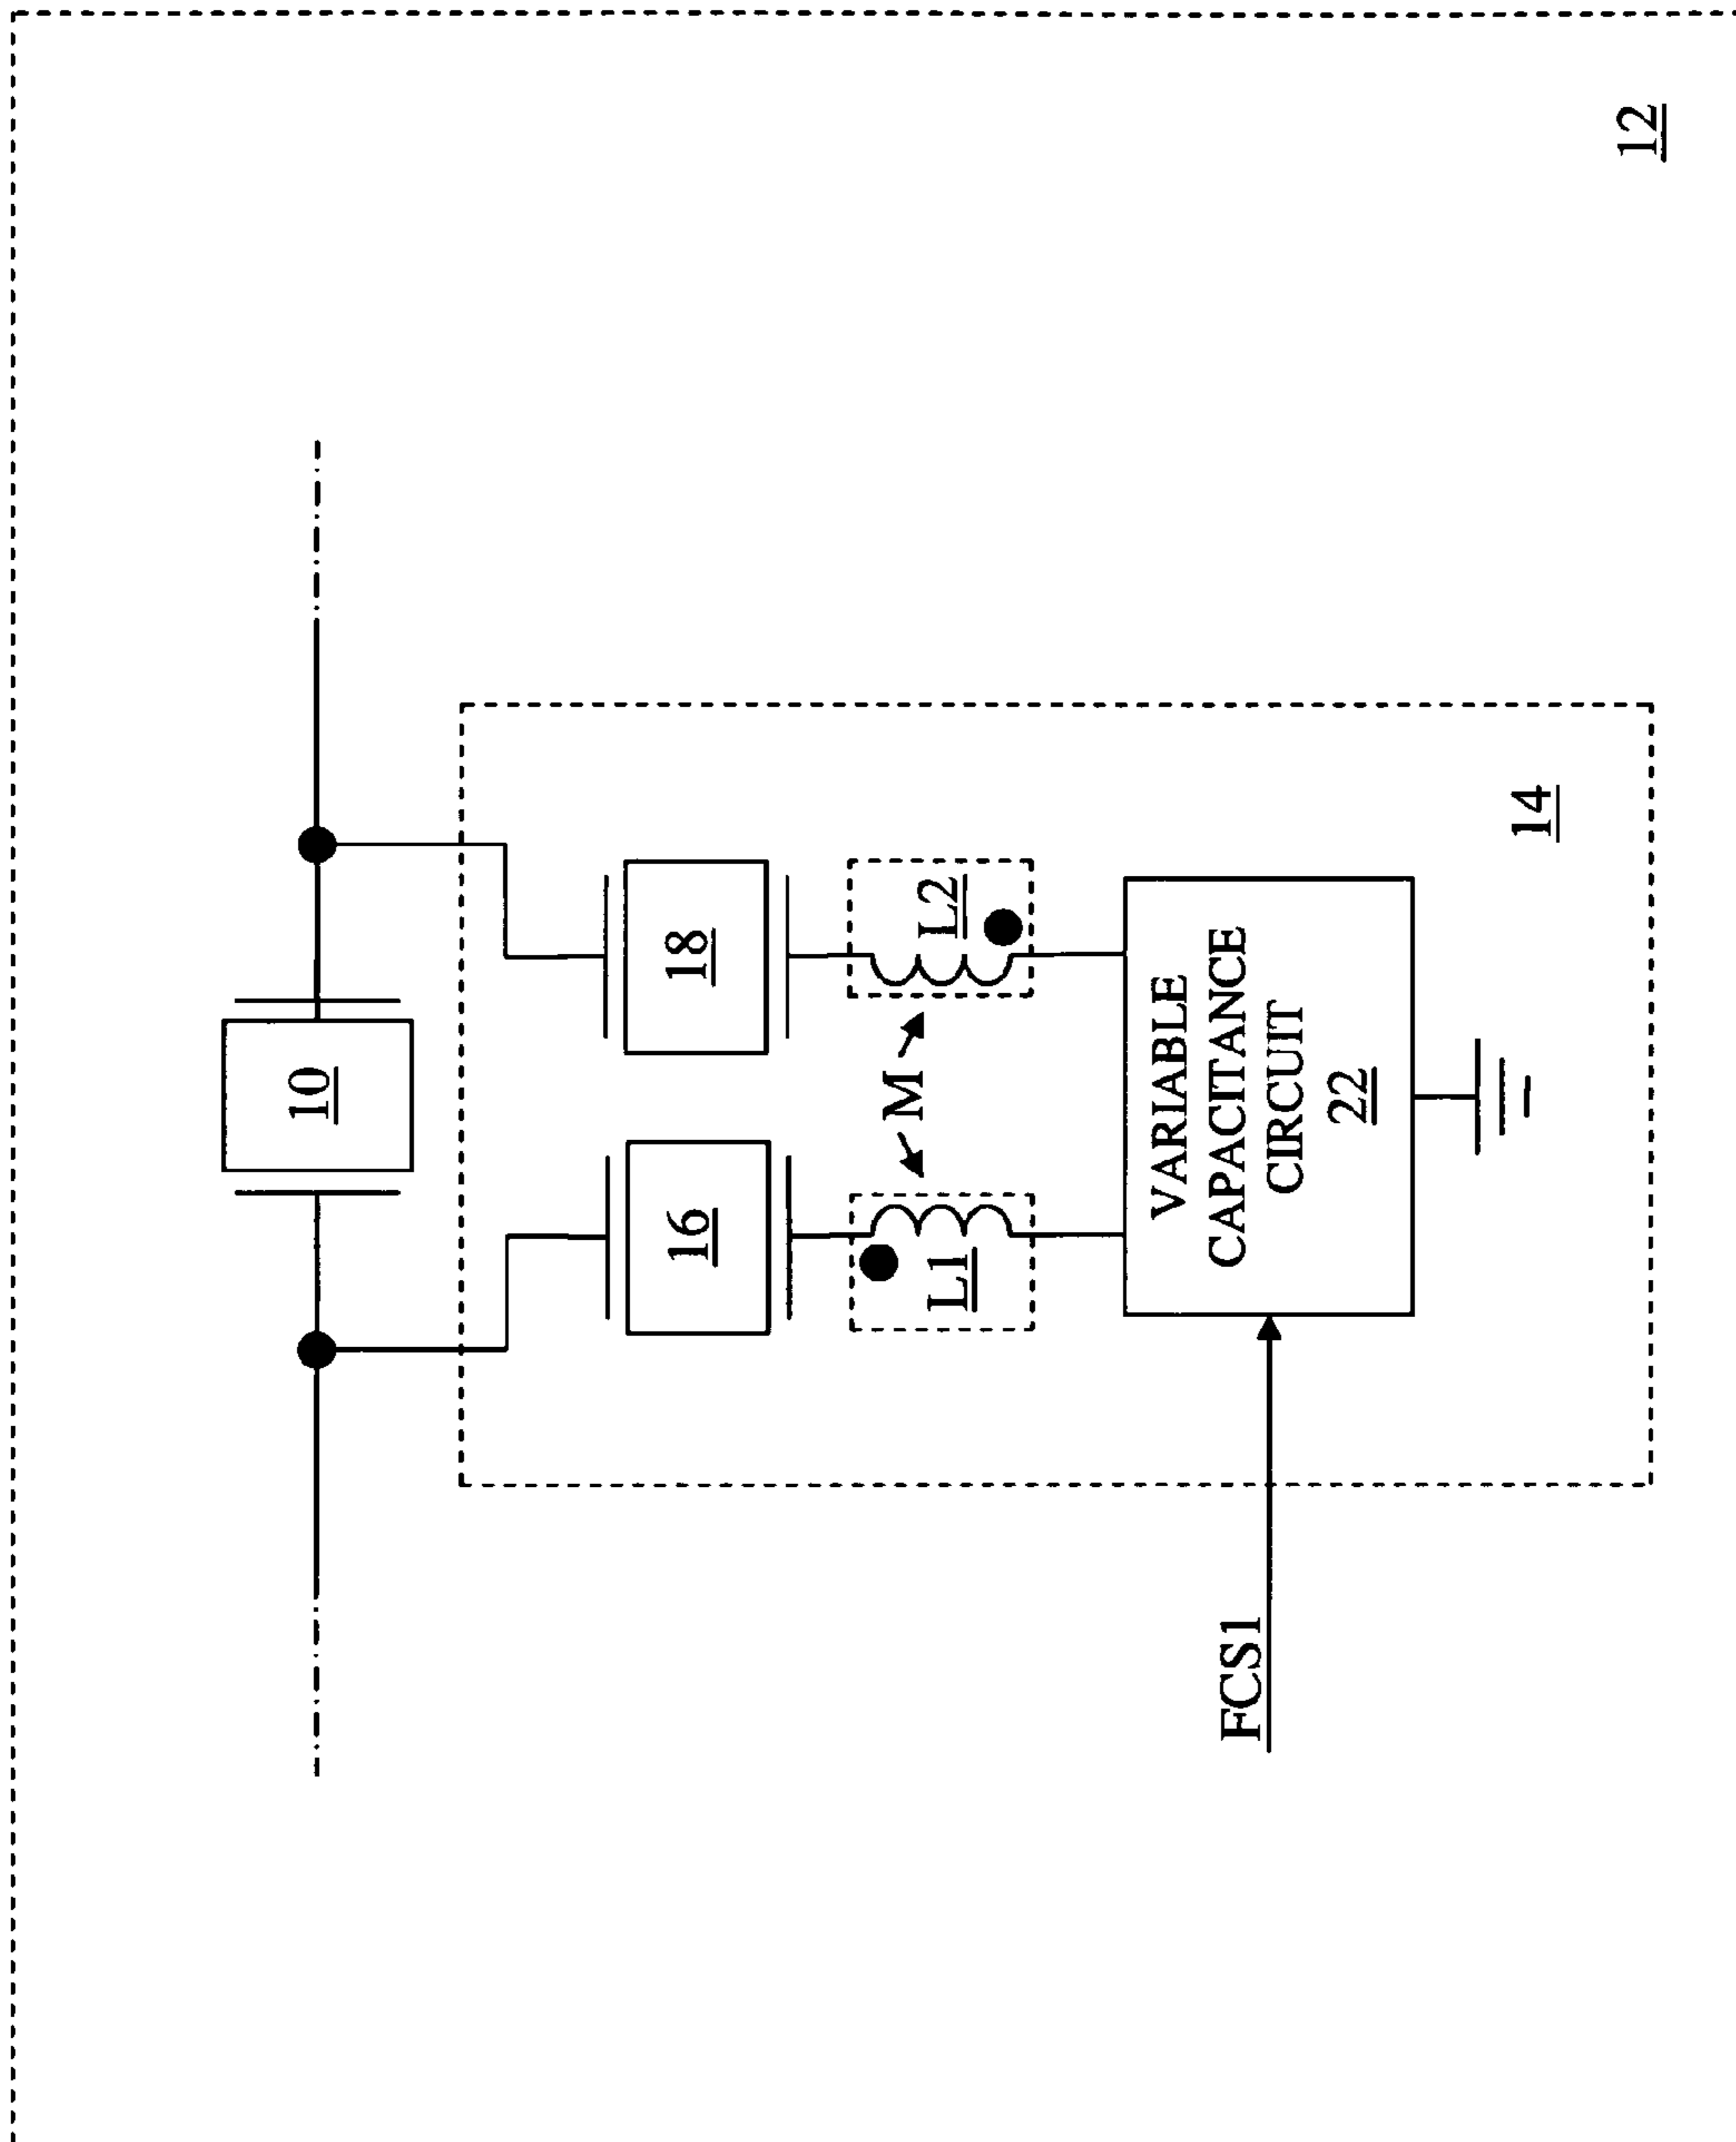 12
10
16
18
L1
M
L2
14
VARIABLE
CAPACITANCE
CIRCUIT
22
FCS1